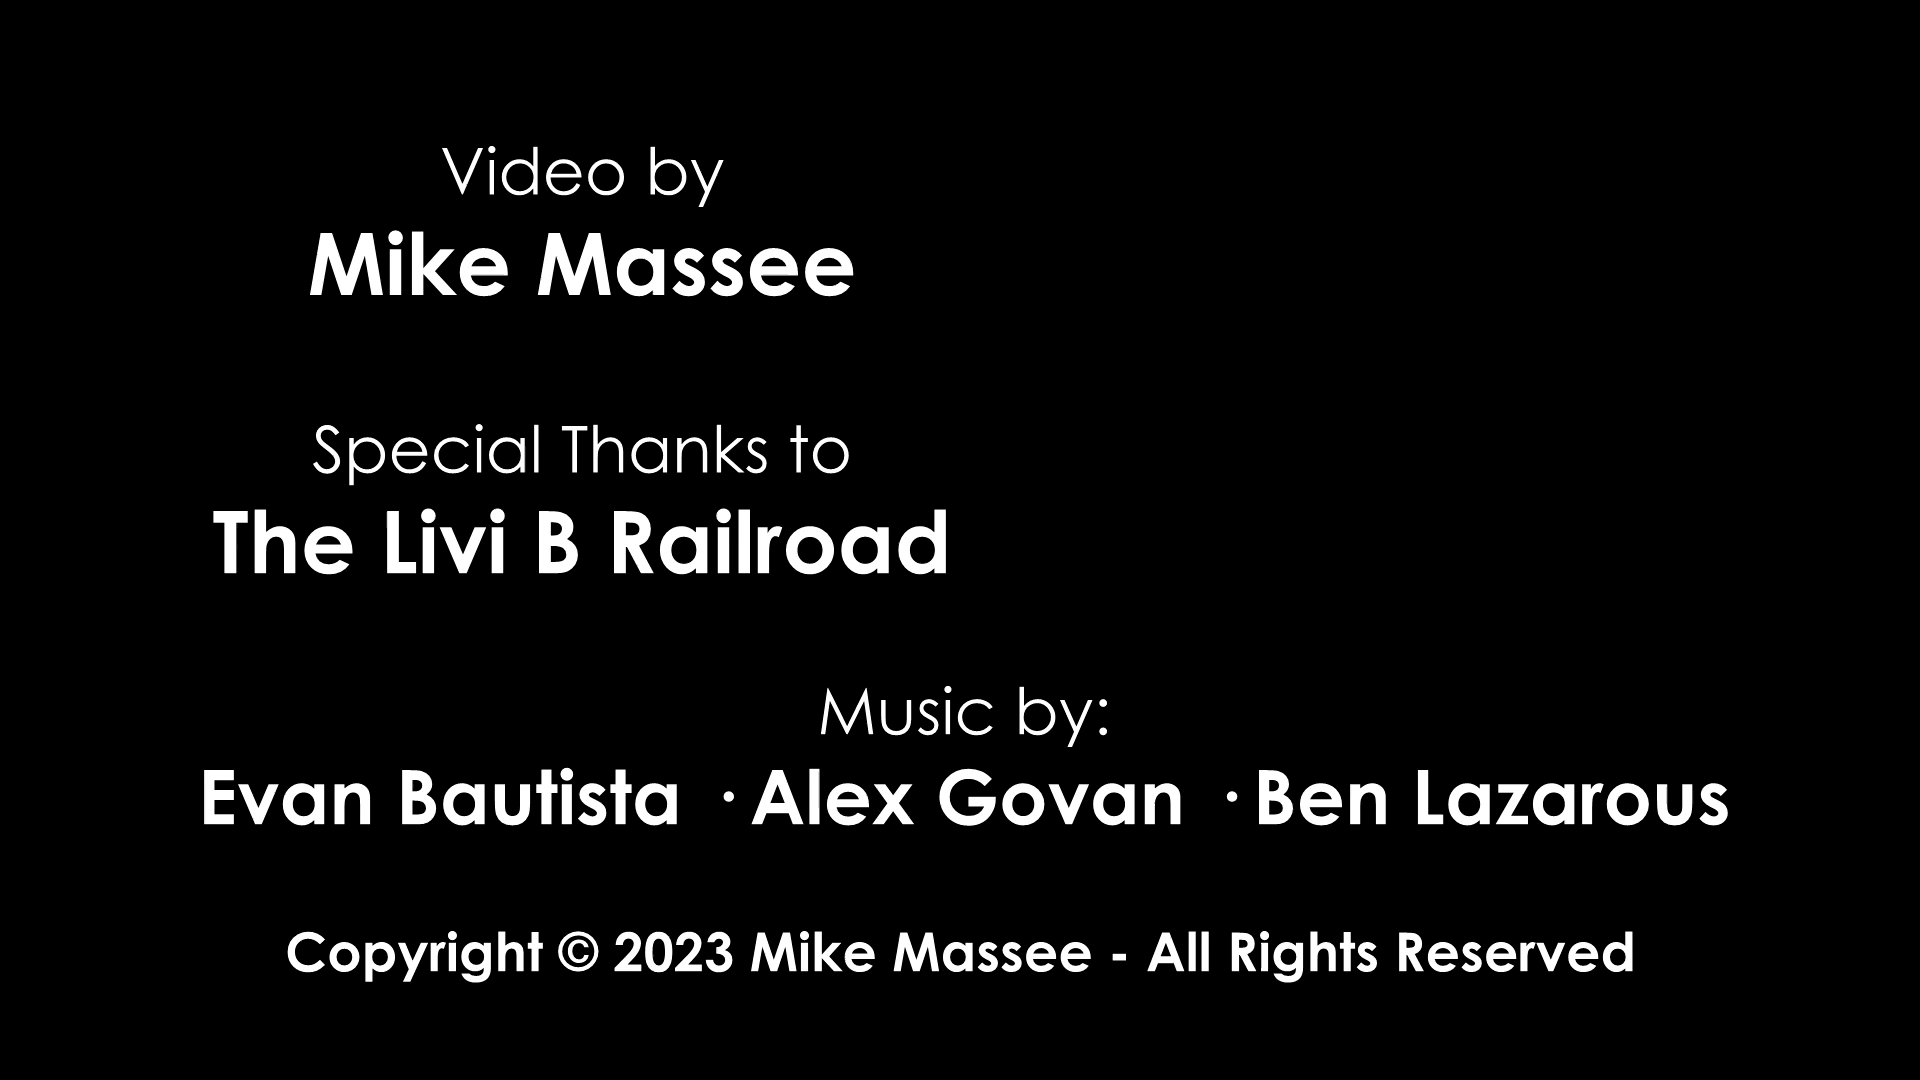 Video by
Mike Massee
Special Thanks to
The Livi B Railroad
Music by:
Evan Bautista · Alex Govan · Ben Lazarous
Copyright © 2023 Mike Massee - All Rights Reserved